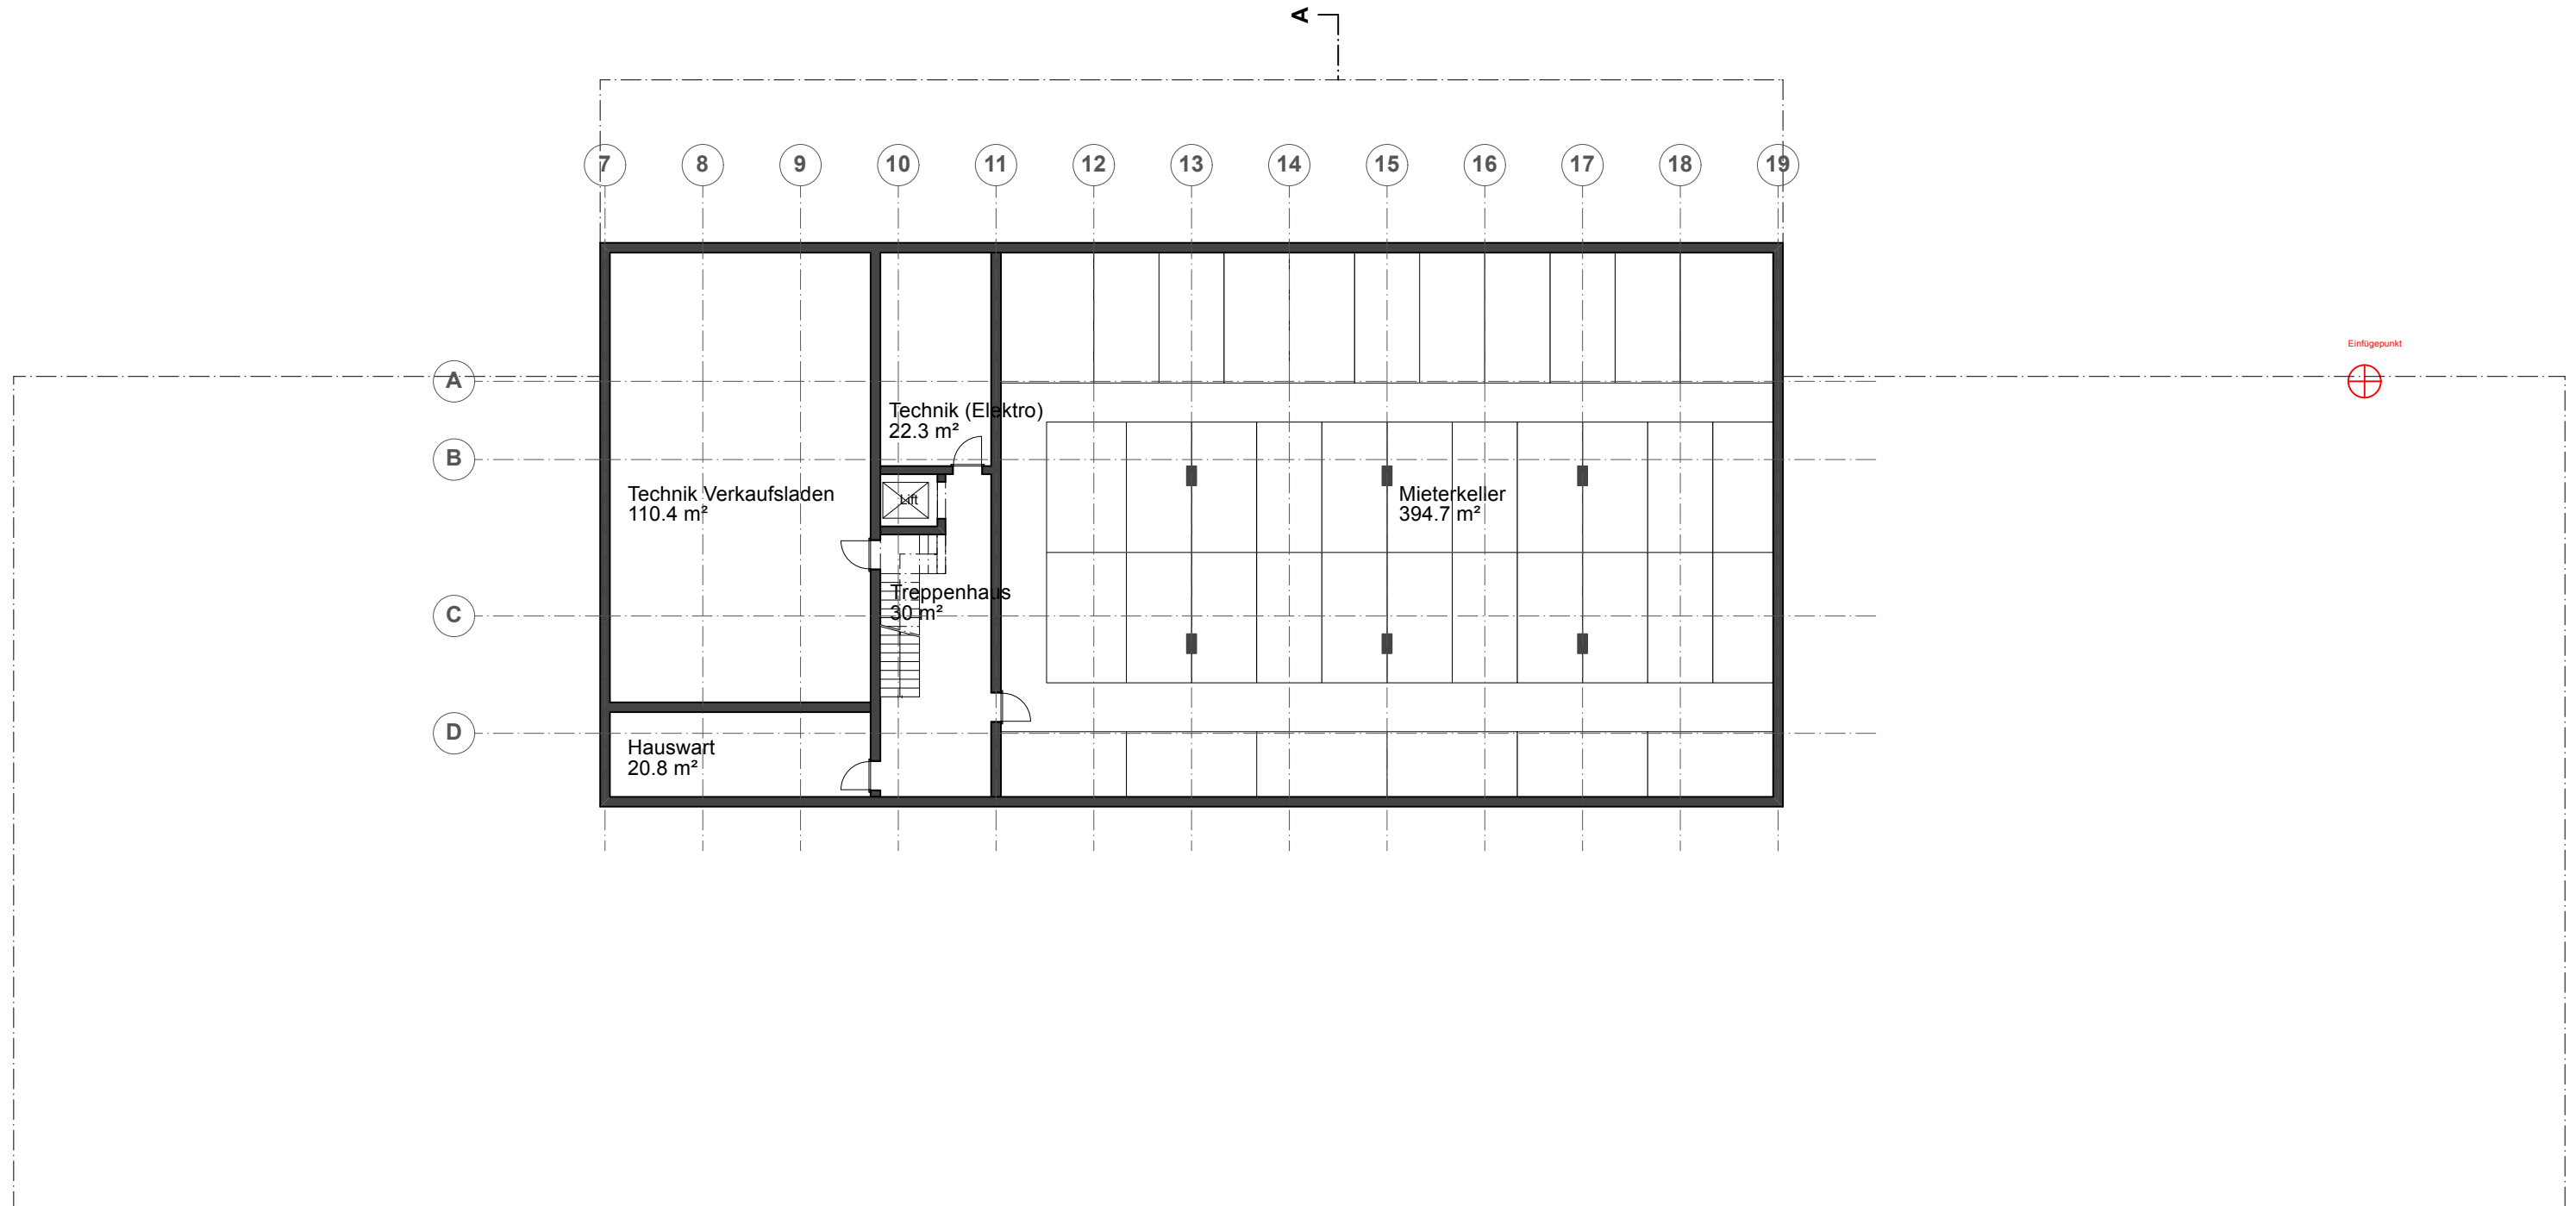 A
7 8 9 10 11 12 13 14 15 16 17 18 19
Einfügepunkt
A
Technik (Elektro)
22.3 m²
B
Technik Verkaufsladen
110.4 m²
Lift
Mieterkeller
394.7 m²
Treppenhaus
30 m²
C
D
Hauswart
20.8 m²